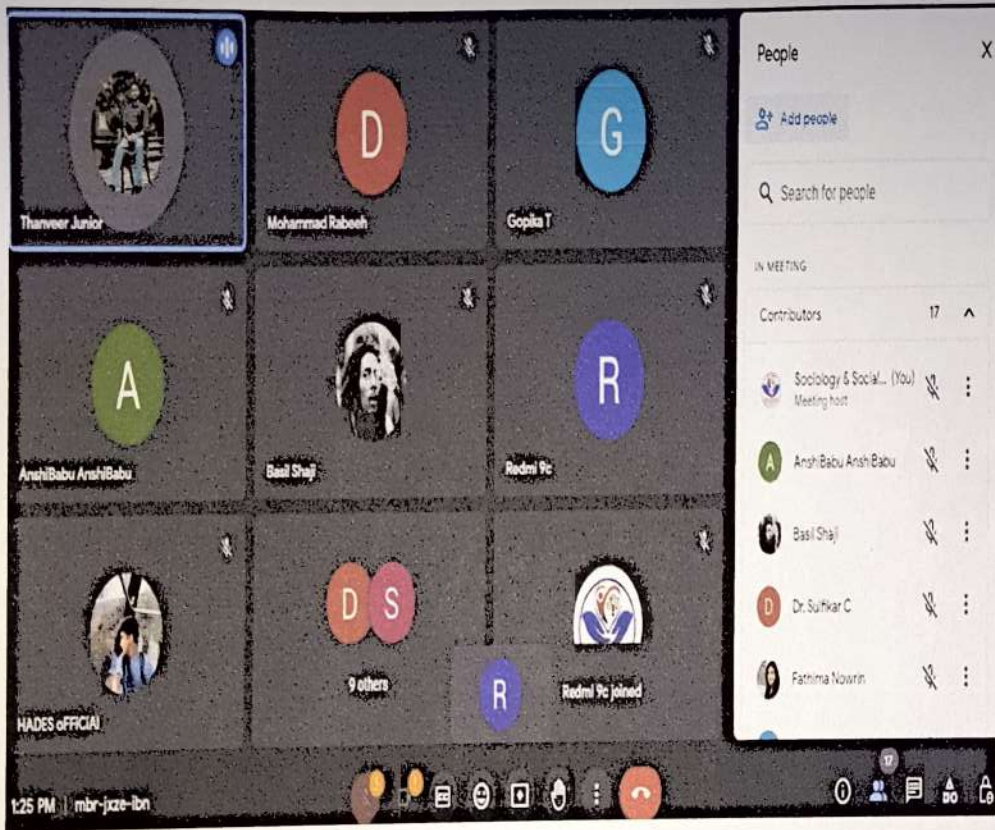 Thanveer Junior
D
Mohammad Rabeeh
G
Gopika T
A
AnshiBabu AnshiBabu
Basil Shaji
R
Redmi 9c
HADES oFFICIAl
D S
9 others
R
Redmi 9c joined
1:25 PM | mbr-jxze-ibn
CC
17
People X
Add people
Search for people
IN MEETING
Contributors 17
Sociology & Social... (You)
Meeting host
A AnshiBabu AnshiBabu
Basil Shaji
D Dr. Sulfikar C
Fathima Nowrin